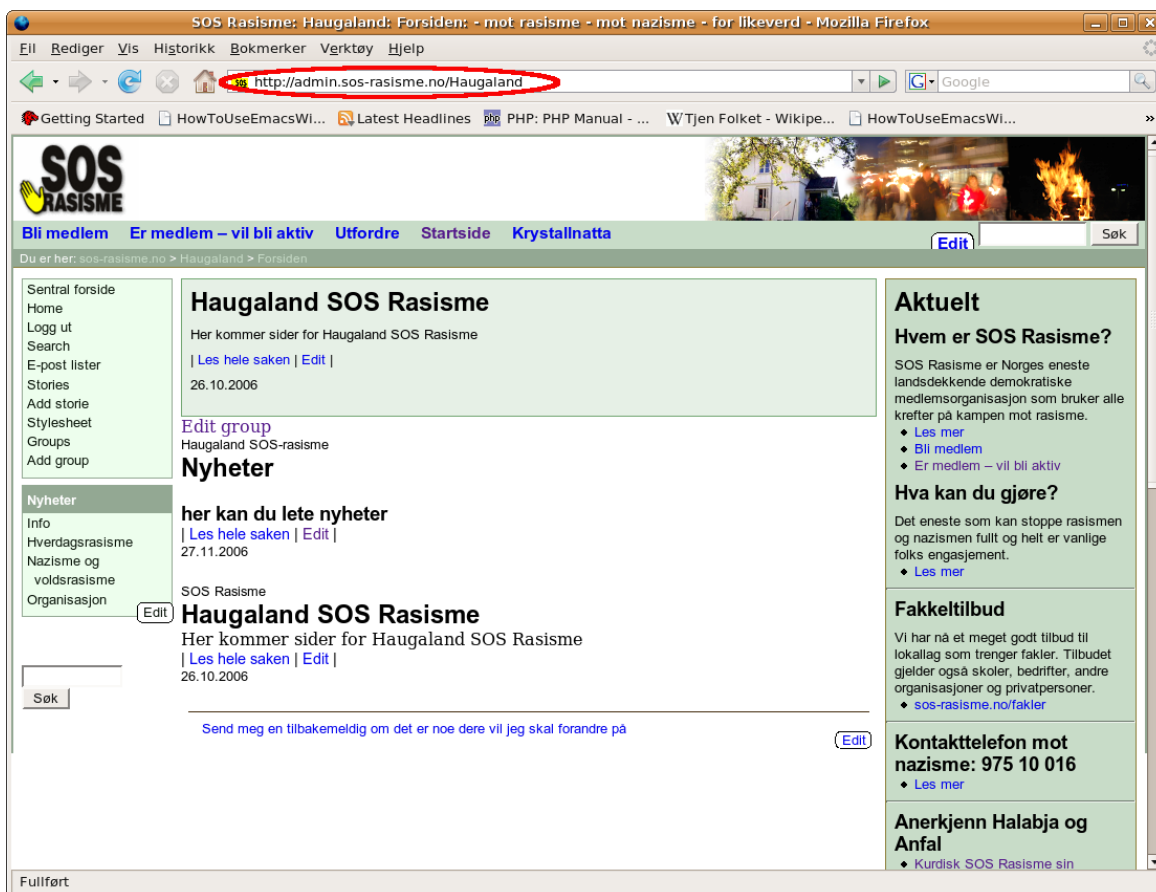 SOS Rasisme: Haugaland: Forsiden: - mot rasisme - mot nazisme - for likeverd - Mozilla Firefox
Fil Rediger Vis Historikk Bokmerker Verktøy Hjelp
SOS http://admin.sos-rasisme.no/Haugaland
G Google
Getting Started HowToUseEmacsWi... Latest Headlines php PHP: PHP Manual - ... W Tjen Folket - Wikipe... HowToUseEmacsWi... »
SOS
RASISME
Bli medlem Er medlem – vil bli aktiv Utfordre Startside Krystallnatta Edit Søk
Du er her: sos-rasisme.no > Haugaland > Forsiden
Sentral forside
Home
Logg ut
Search
E-post lister
Stories
Add storie
Stylesheet
Groups
Add group
Nyheter
Info
Hverdagsrasisme
Nazisme og
voldsrasisme
Organisasjon
Edit
Søk
Haugaland SOS Rasisme
Her kommer sider for Haugaland SOS Rasisme
| Les hele saken | Edit |
26.10.2006
Edit group
Haugaland SOS-rasisme
Nyheter
her kan du lete nyheter
| Les hele saken | Edit |
27.11.2006
SOS Rasisme
Haugaland SOS Rasisme
Her kommer sider for Haugaland SOS Rasisme
| Les hele saken | Edit |
26.10.2006
Send meg en tilbakemeldig om det er noe dere vil jeg skal forandre på
Edit
Aktuelt
Hvem er SOS Rasisme?
SOS Rasisme er Norges eneste
landsdekkende demokratiske
medlemsorganisasjon som bruker alle
krefter på kampen mot rasisme.
Les mer
Bli medlem
Er medlem – vil bli aktiv
Hva kan du gjøre?
Det eneste som kan stoppe rasismen
og nazismen fullt og helt er vanlige
folks engasjement.
Les mer
Fakkeltilbud
Vi har nå et meget godt tilbud til
lokallag som trenger fakler. Tilbudet
gjelder også skoler, bedrifter, andre
organisasjoner og privatpersoner.
sos-rasisme.no/fakler
Kontakttelefon mot
nazisme: 975 10 016
Les mer
Anerkjenn Halabja og
Anfal
Kurdisk SOS Rasisme sin
Fullført